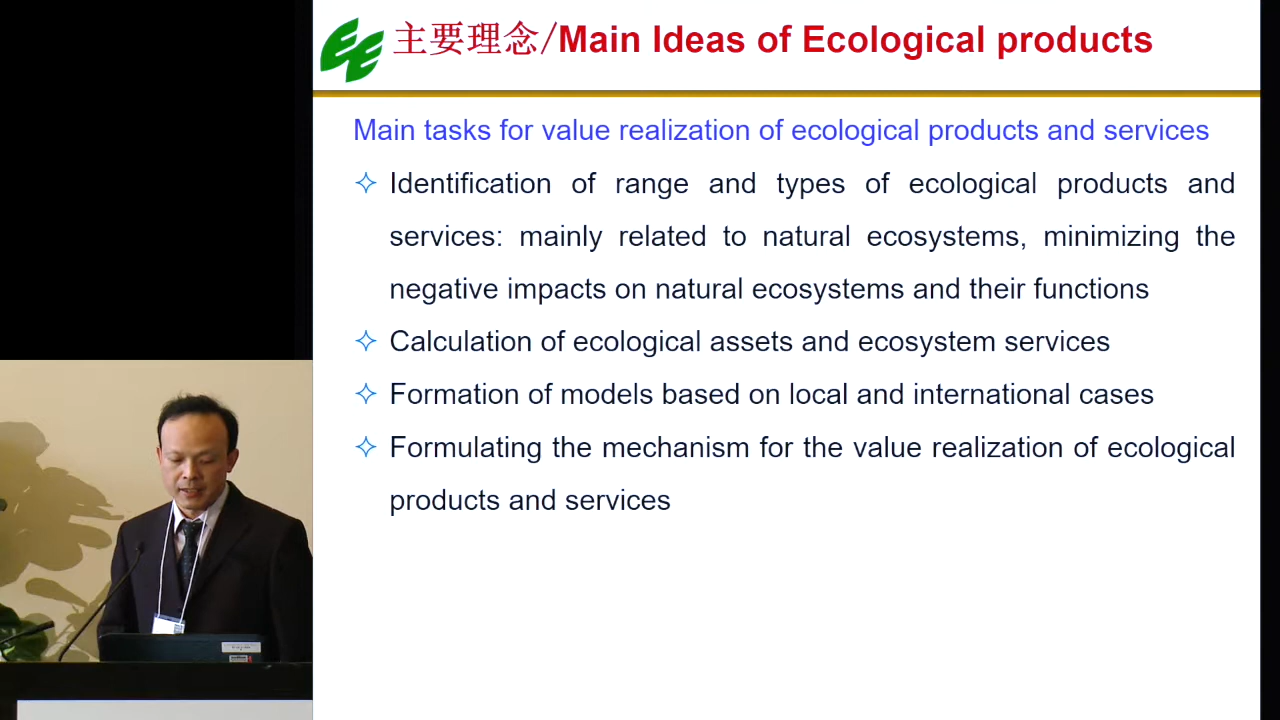 主要理念/Main Ideas of Ecological products
Main tasks for value realization of ecological products and services
Identification of range and types of ecological products and
services: mainly related to natural ecosystems, minimizing the
negative impacts on natural ecosystems and their functions
Calculation of ecological assets and ecosystem services
Formation of models based on local and international cases
Formulating the mechanism for the value realization of ecological
products and services